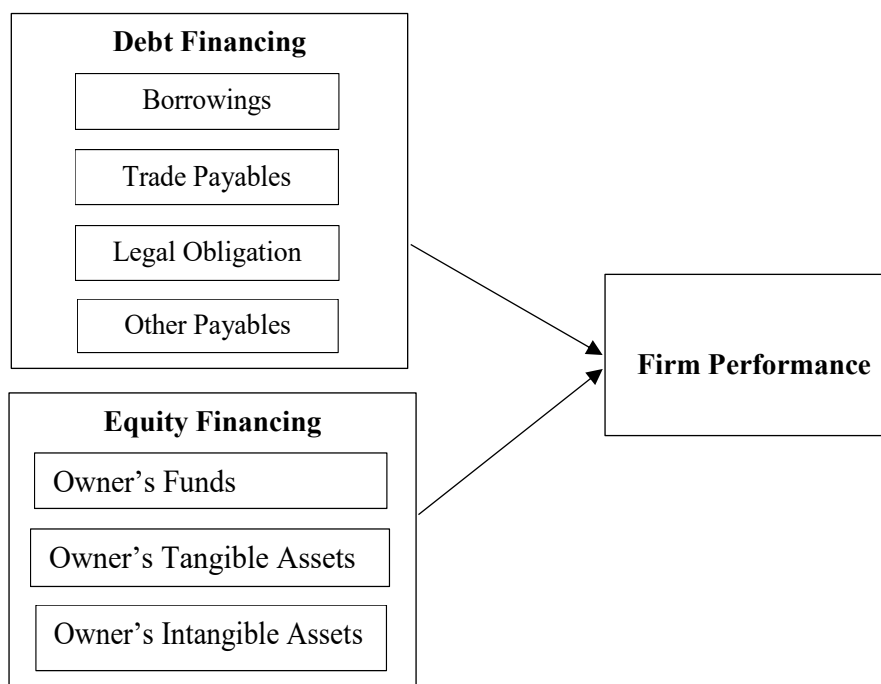 Debt Financing
Borrowings
Trade Payables
Legal Obligation
Other Payables
Firm Performance
Equity Financing
Owner’s Funds
Owner’s Tangible Assets
Owner’s Intangible Assets